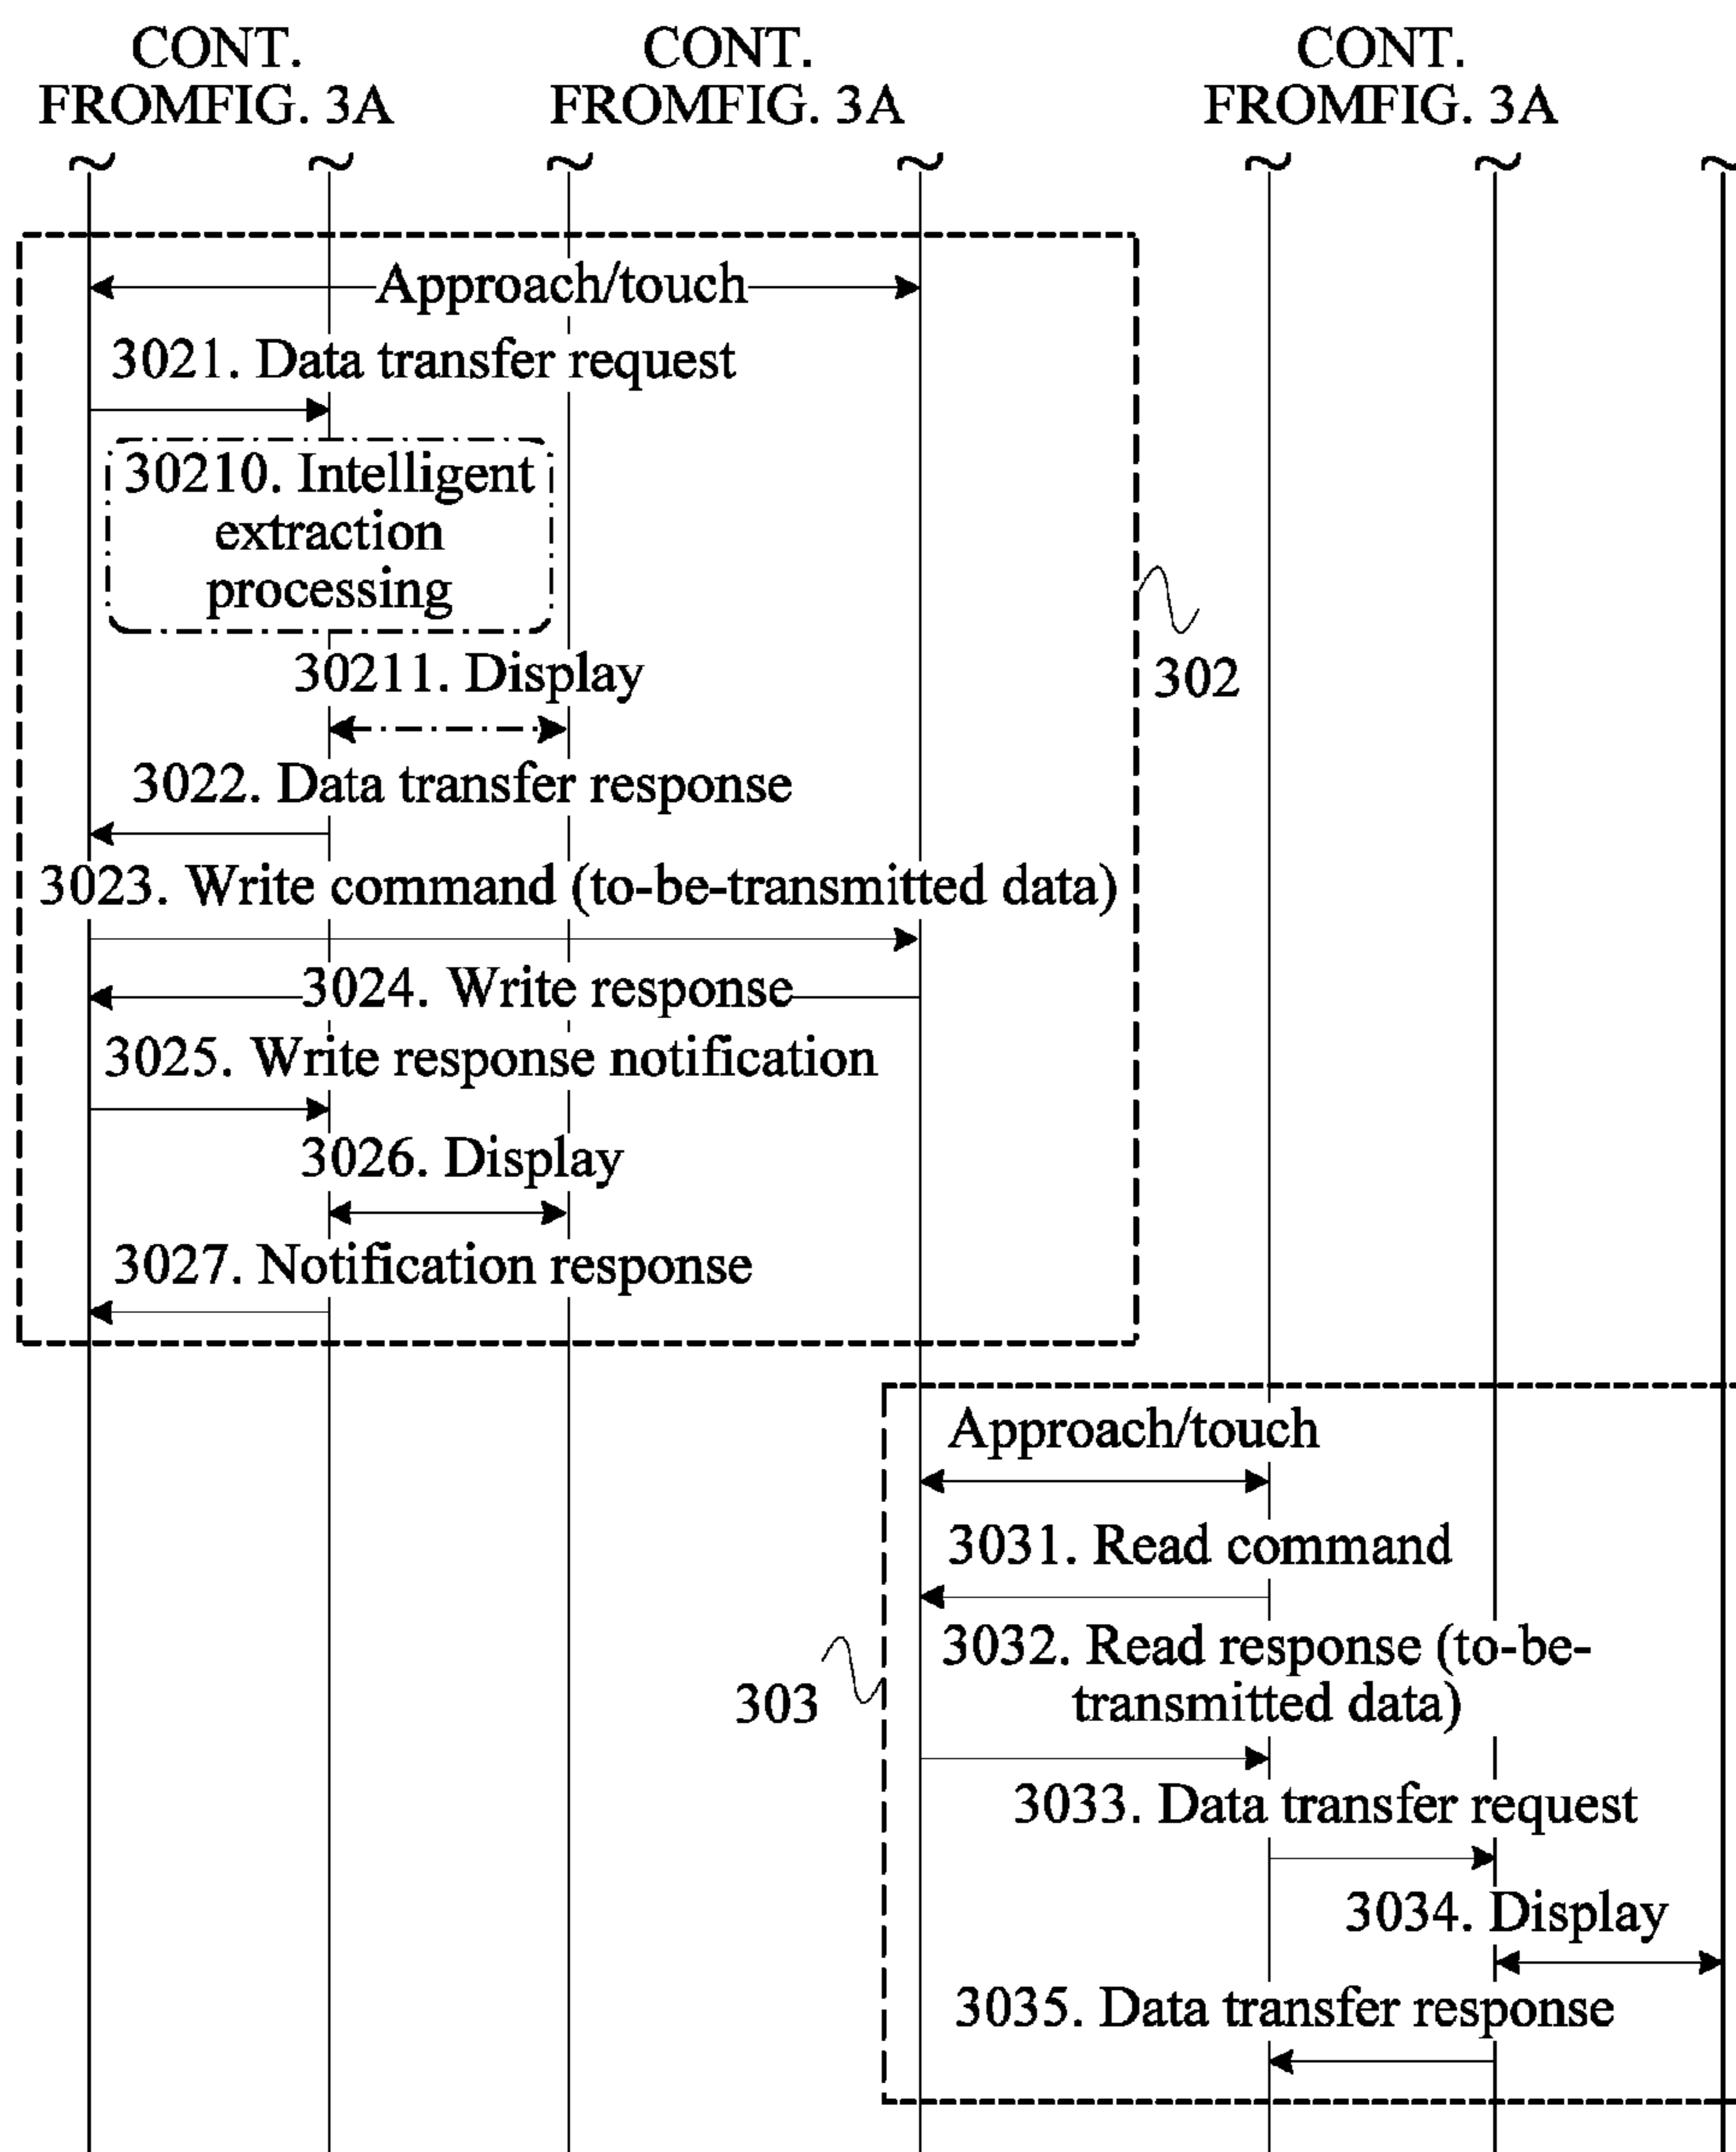 CONT.
FROMFIG. 3A
CONT.
FROMFIG. 3A
CONT.
FROMFIG. 3A
Approach/touch
3021. Data transfer request
30210. Intelligent
extraction
processing
30211. Display
302
3022. Data transfer response
3023. Write command (to-be-transmitted data)
3024. Write response
3025. Write response notification
3026. Display
3027. Notification response
Approach/touch
3031. Read command
3032. Read response (to-be-
transmitted data)
303
3033. Data transfer request
3034. Display
3035. Data transfer response